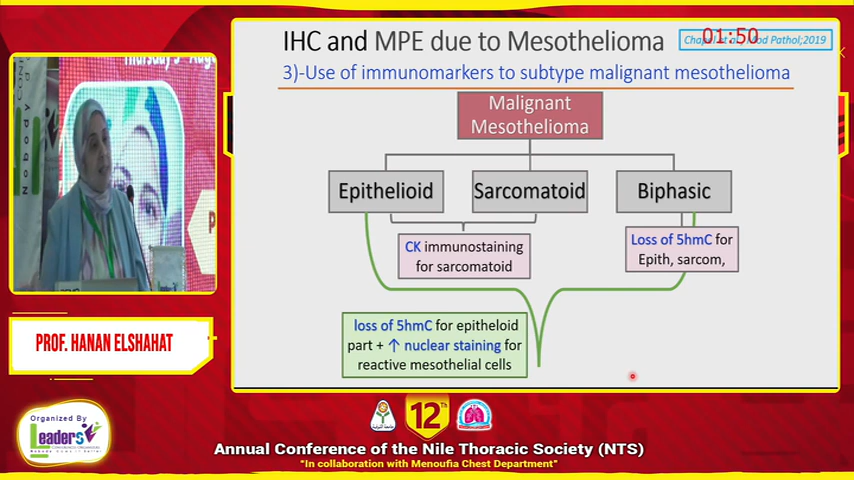 IHC and MPE due to Mesothelioma
01:50
Pathol;2019
3)-Use of immunomarkers to subtype malignant mesothelioma
Malignant
Mesothelioma
Epithelioid
Sarcomatoid
Biphasic
CK immunostaining
for sarcomatoid
Loss of 5hmC for
Epith, sarcom,
loss of 5hmC for epitheloid
part + ↑ nuclear staining for
reactive mesothelial cells
Nobody
PROF. HANAN ELSHAHAT
Organized By
Leaders
12Th
Annual Conference of the Nile Thoracic Society (NTS)
"In collaboration with Menoufia Chest Department"